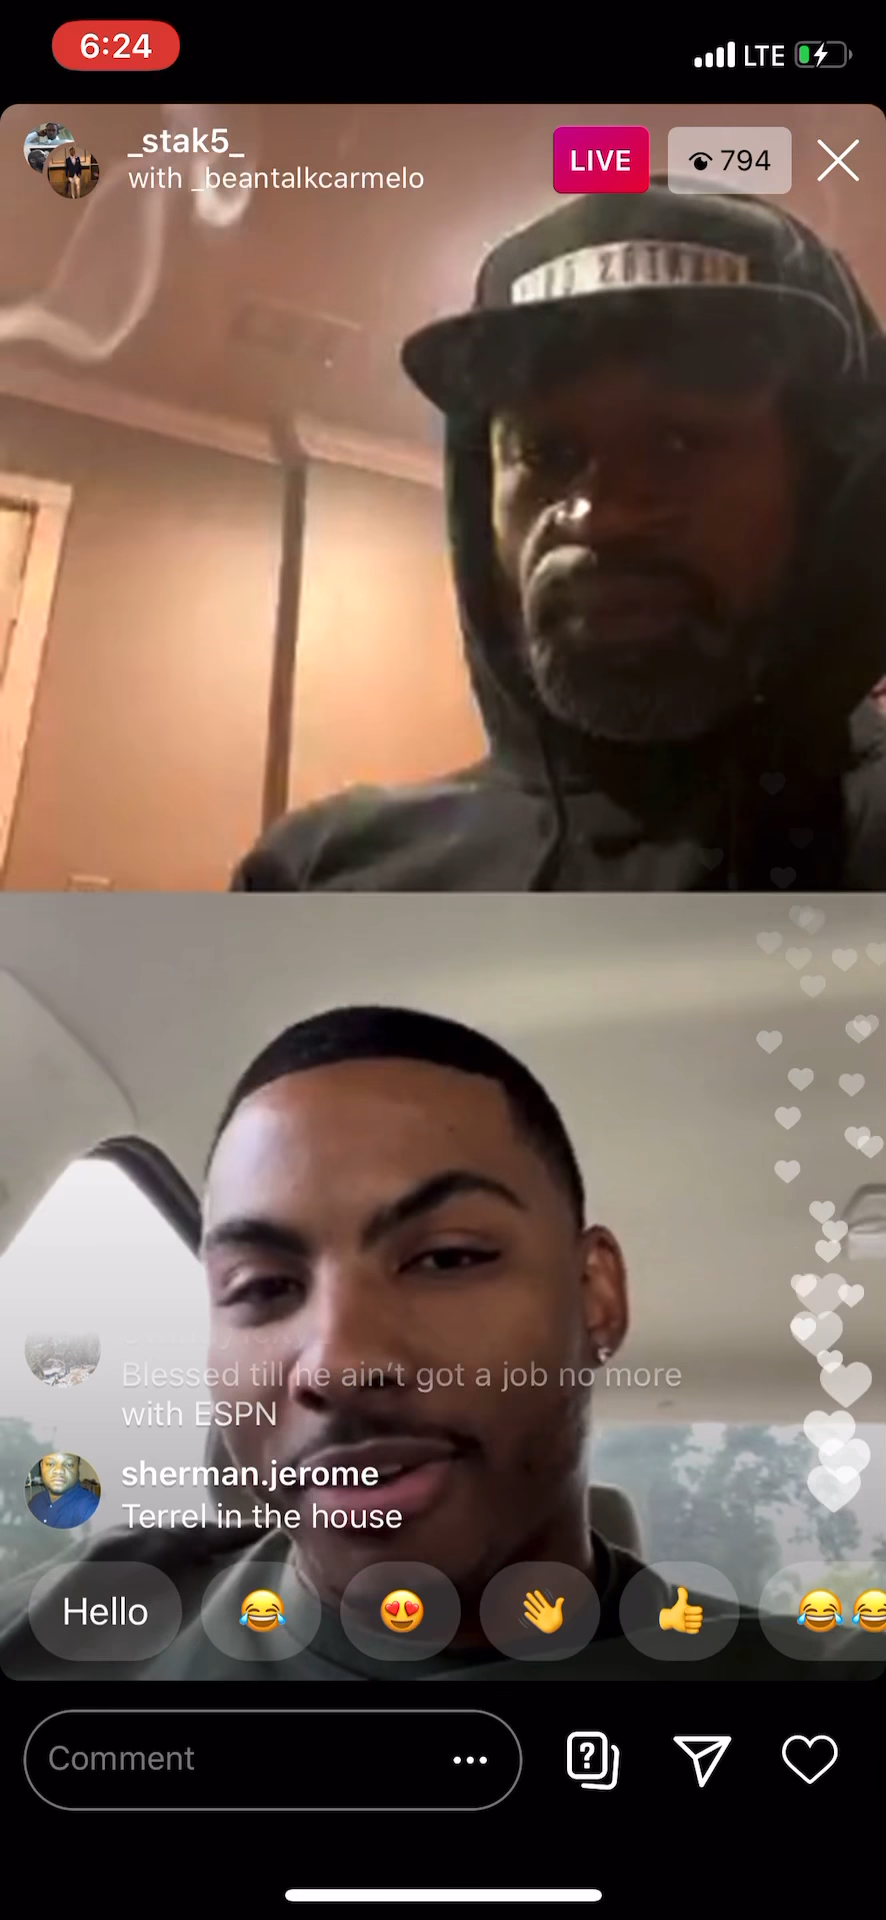 6:24
LTE
_stak5_
with _beantalkcarmelo
LIVE
794
Blessed till he ain't got a job no more
with ESPN
sherman.jerome
Terrel in the house
Hello
Comment